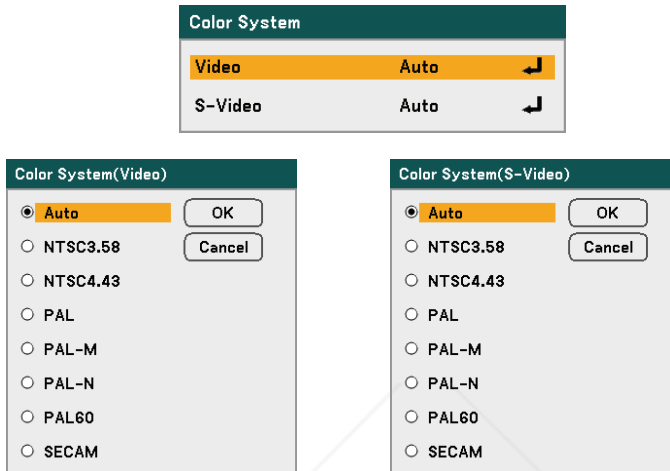 Color System
Video Auto
S-Video Auto
Color System(Video)
Auto OK
NTSC3.58 Cancel
NTSC4.43
PAL
PAL-M
PAL-N
PAL60
SECAM
Color System(S-Video)
Auto OK
NTSC3.58 Cancel
NTSC4.43
PAL
PAL-M
PAL-N
PAL60
SECAM